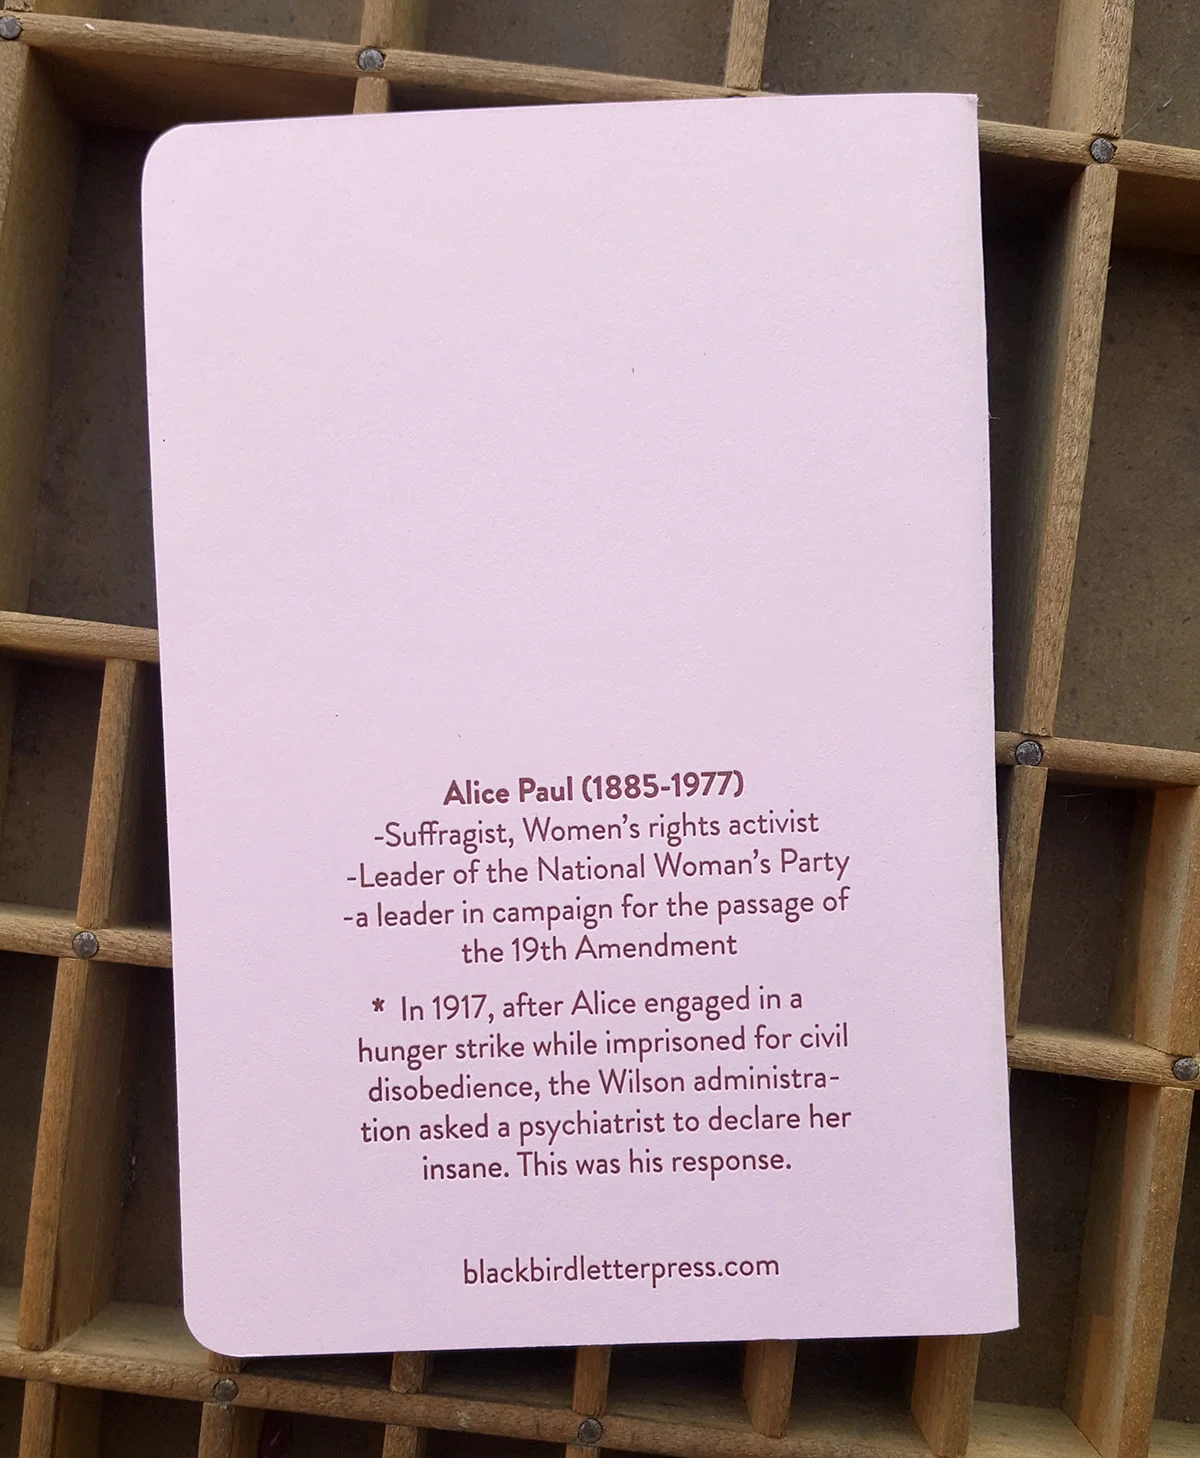 Alice Paul (1885-1977)
-Suffragist, Women's rights activist
-Leader of the National Woman's Party
-a leader in campaign for the passage of
the 19th Amendment
* In 1917, after Alice engaged in a
hunger strike while imprisoned for civil
disobedience, the Wilson administra-
tion asked a psychiatrist to declare her
insane. This was his response.
blackbirdletterpress.com